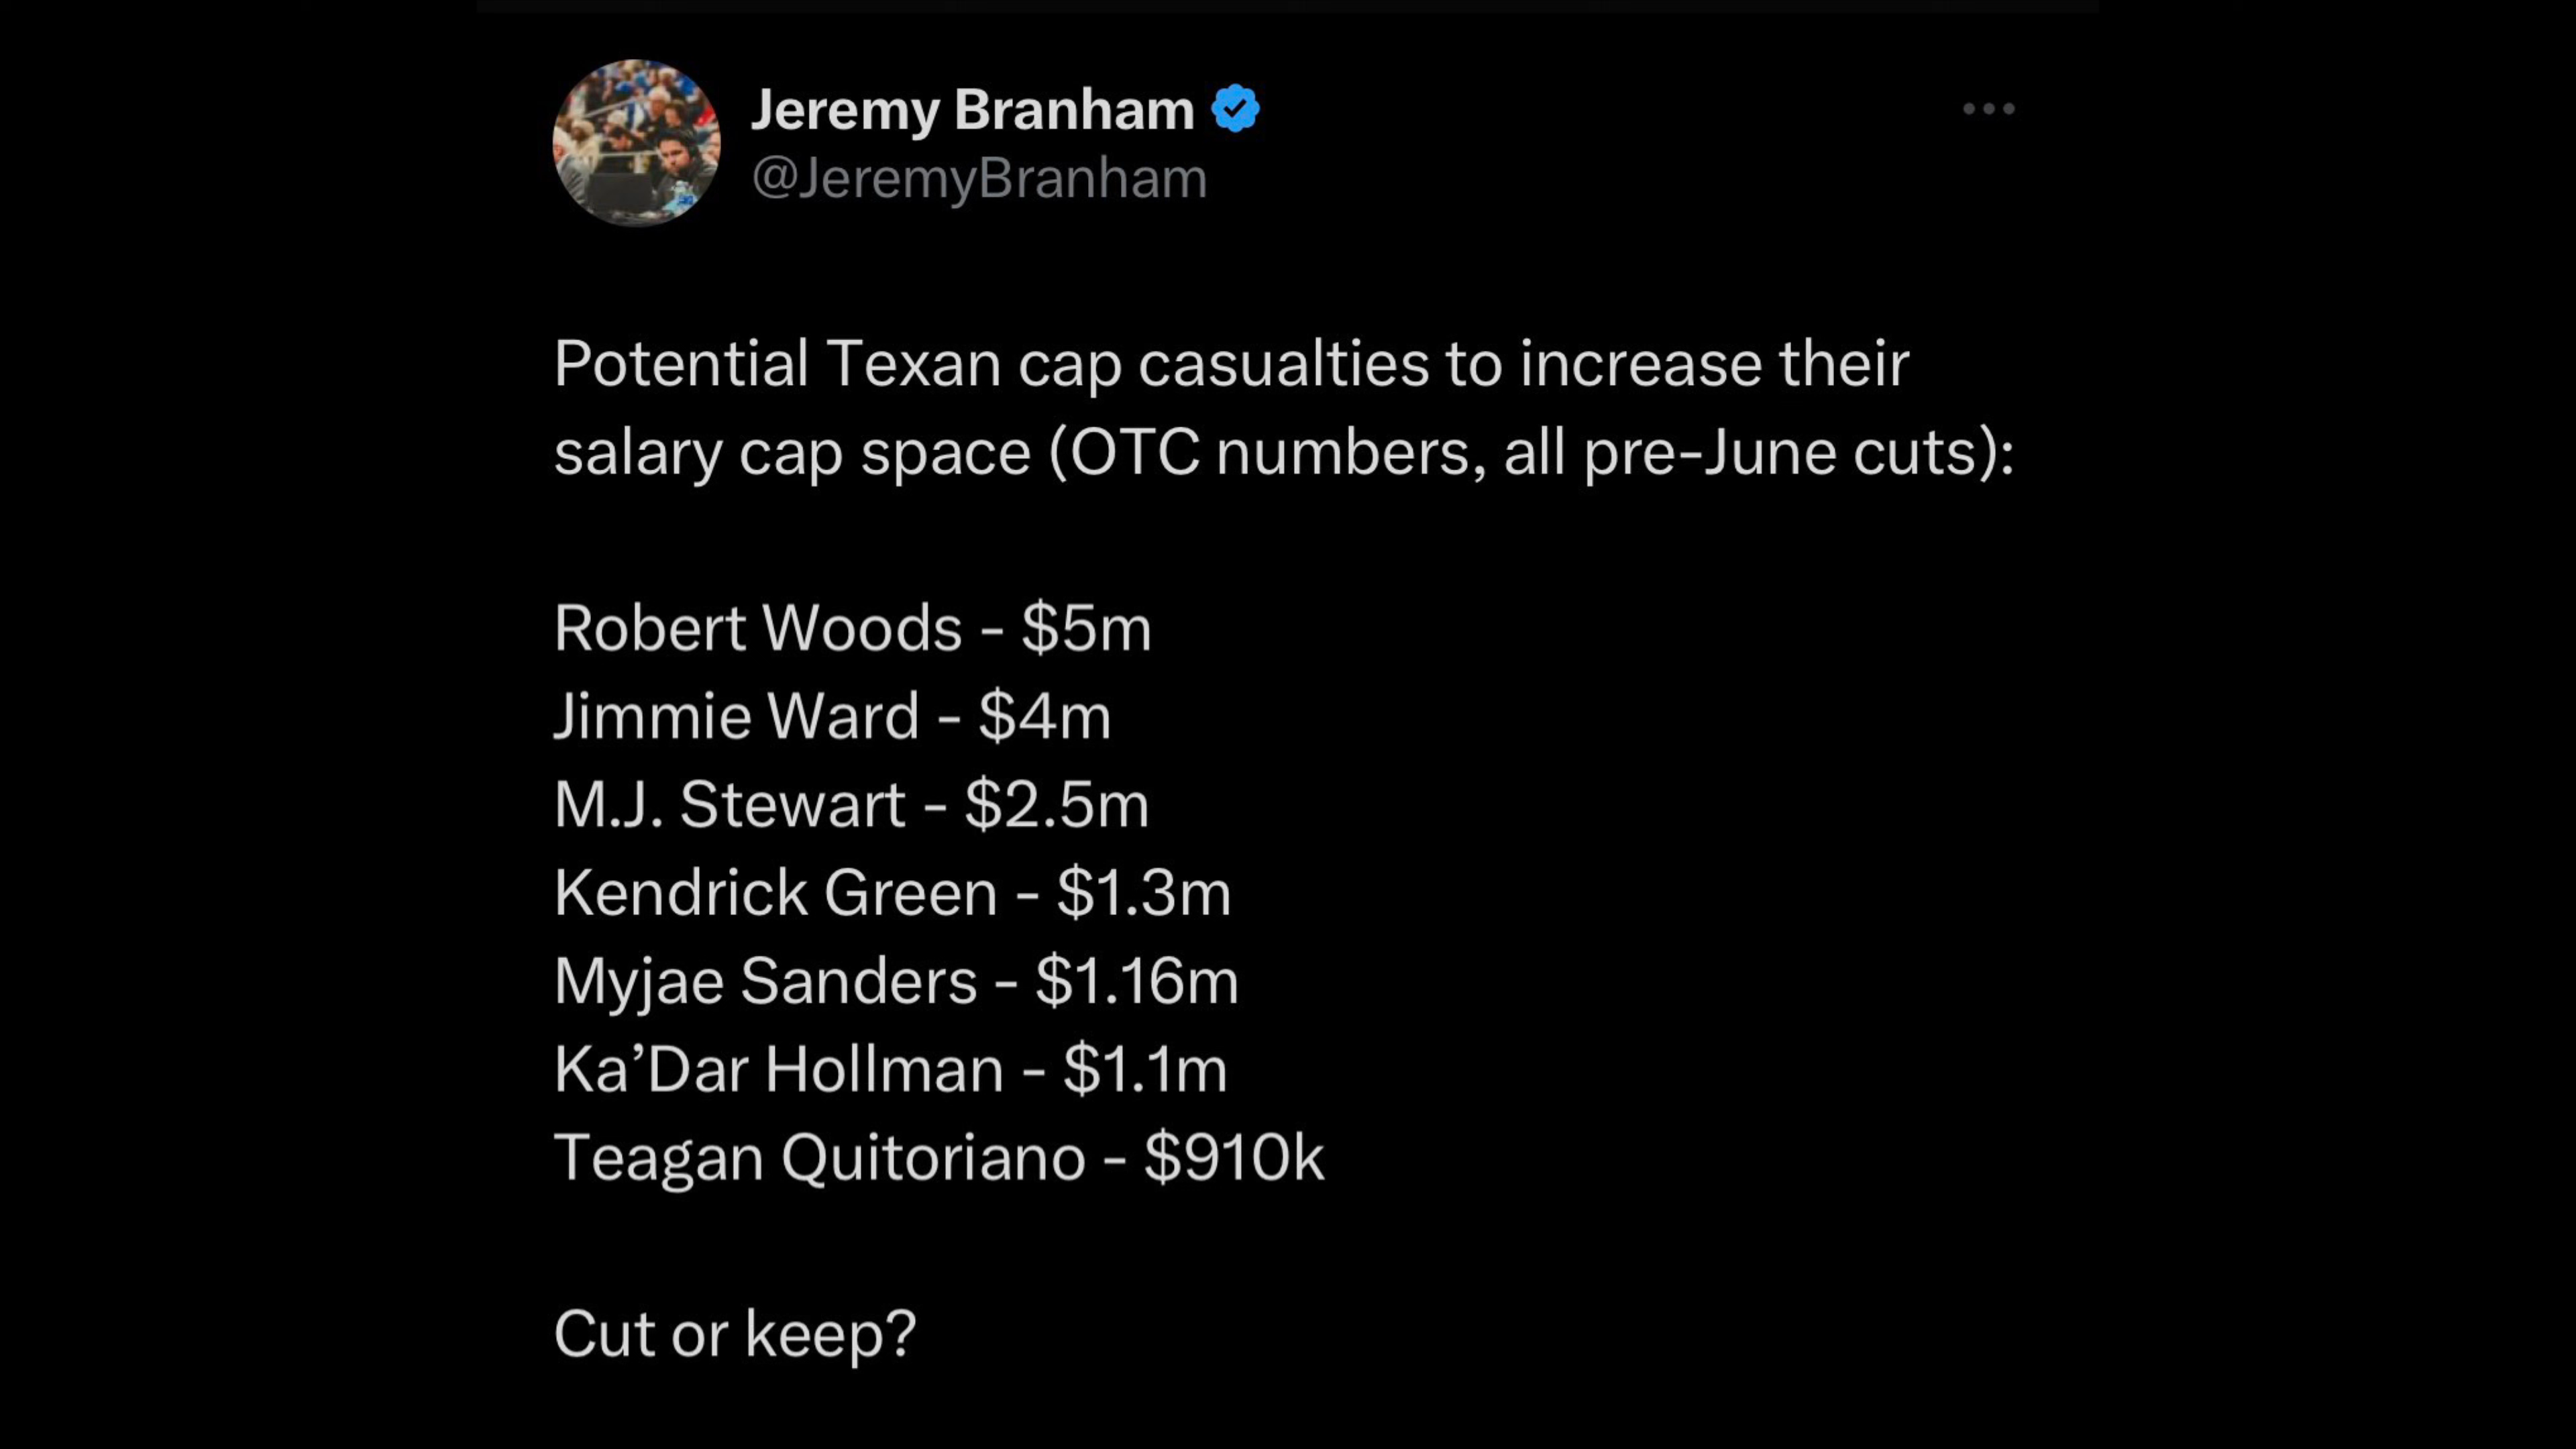 Jeremy Branham
@JeremyBranham
Potential Texan cap casualties to increase their
salary cap space (OTC numbers, all pre-June cuts):
Robert Woods - $5m
Jimmie Ward - $4m
M.J. Stewart - $2.5m
Kendrick Green - $1.3m
Myjae Sanders - $1.16m
Ka’Dar Hollman - $1.1m
Teagan Quitoriano - $910k
Cut or keep?